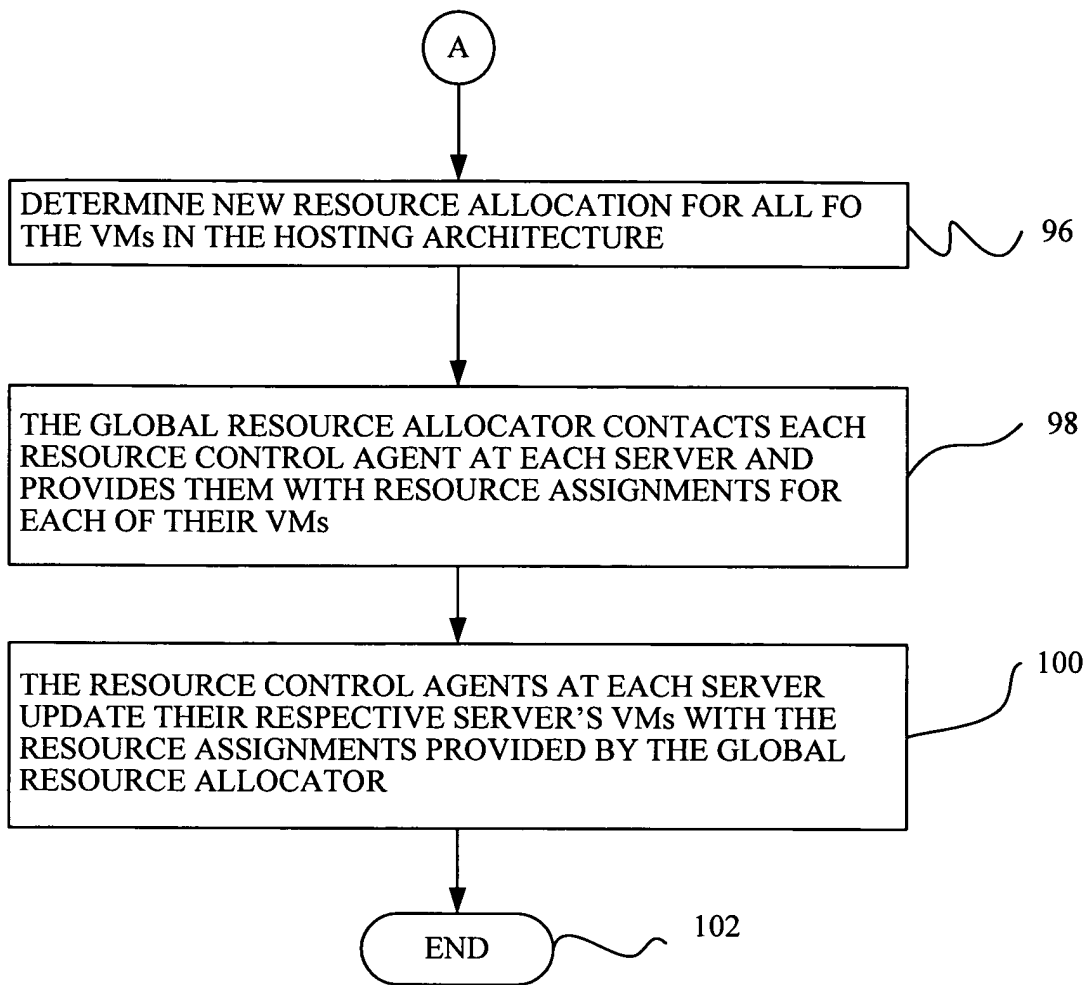 A
DETERMINE NEW RESOURCE ALLOCATION FOR ALL FO
THE VMs IN THE HOSTING ARCHITECTURE
96
THE GLOBAL RESOURCE ALLOCATOR CONTACTS EACH
RESOURCE CONTROL AGENT AT EACH SERVER AND
PROVIDES THEM WITH RESOURCE ASSIGNMENTS FOR
EACH OF THEIR VMs
98
THE RESOURCE CONTROL AGENTS AT EACH SERVER
UPDATE THEIR RESPECTIVE SERVER'S VMs WITH THE
RESOURCE ASSIGNMENTS PROVIDED BY THE GLOBAL
RESOURCE ALLOCATOR
100
END
102